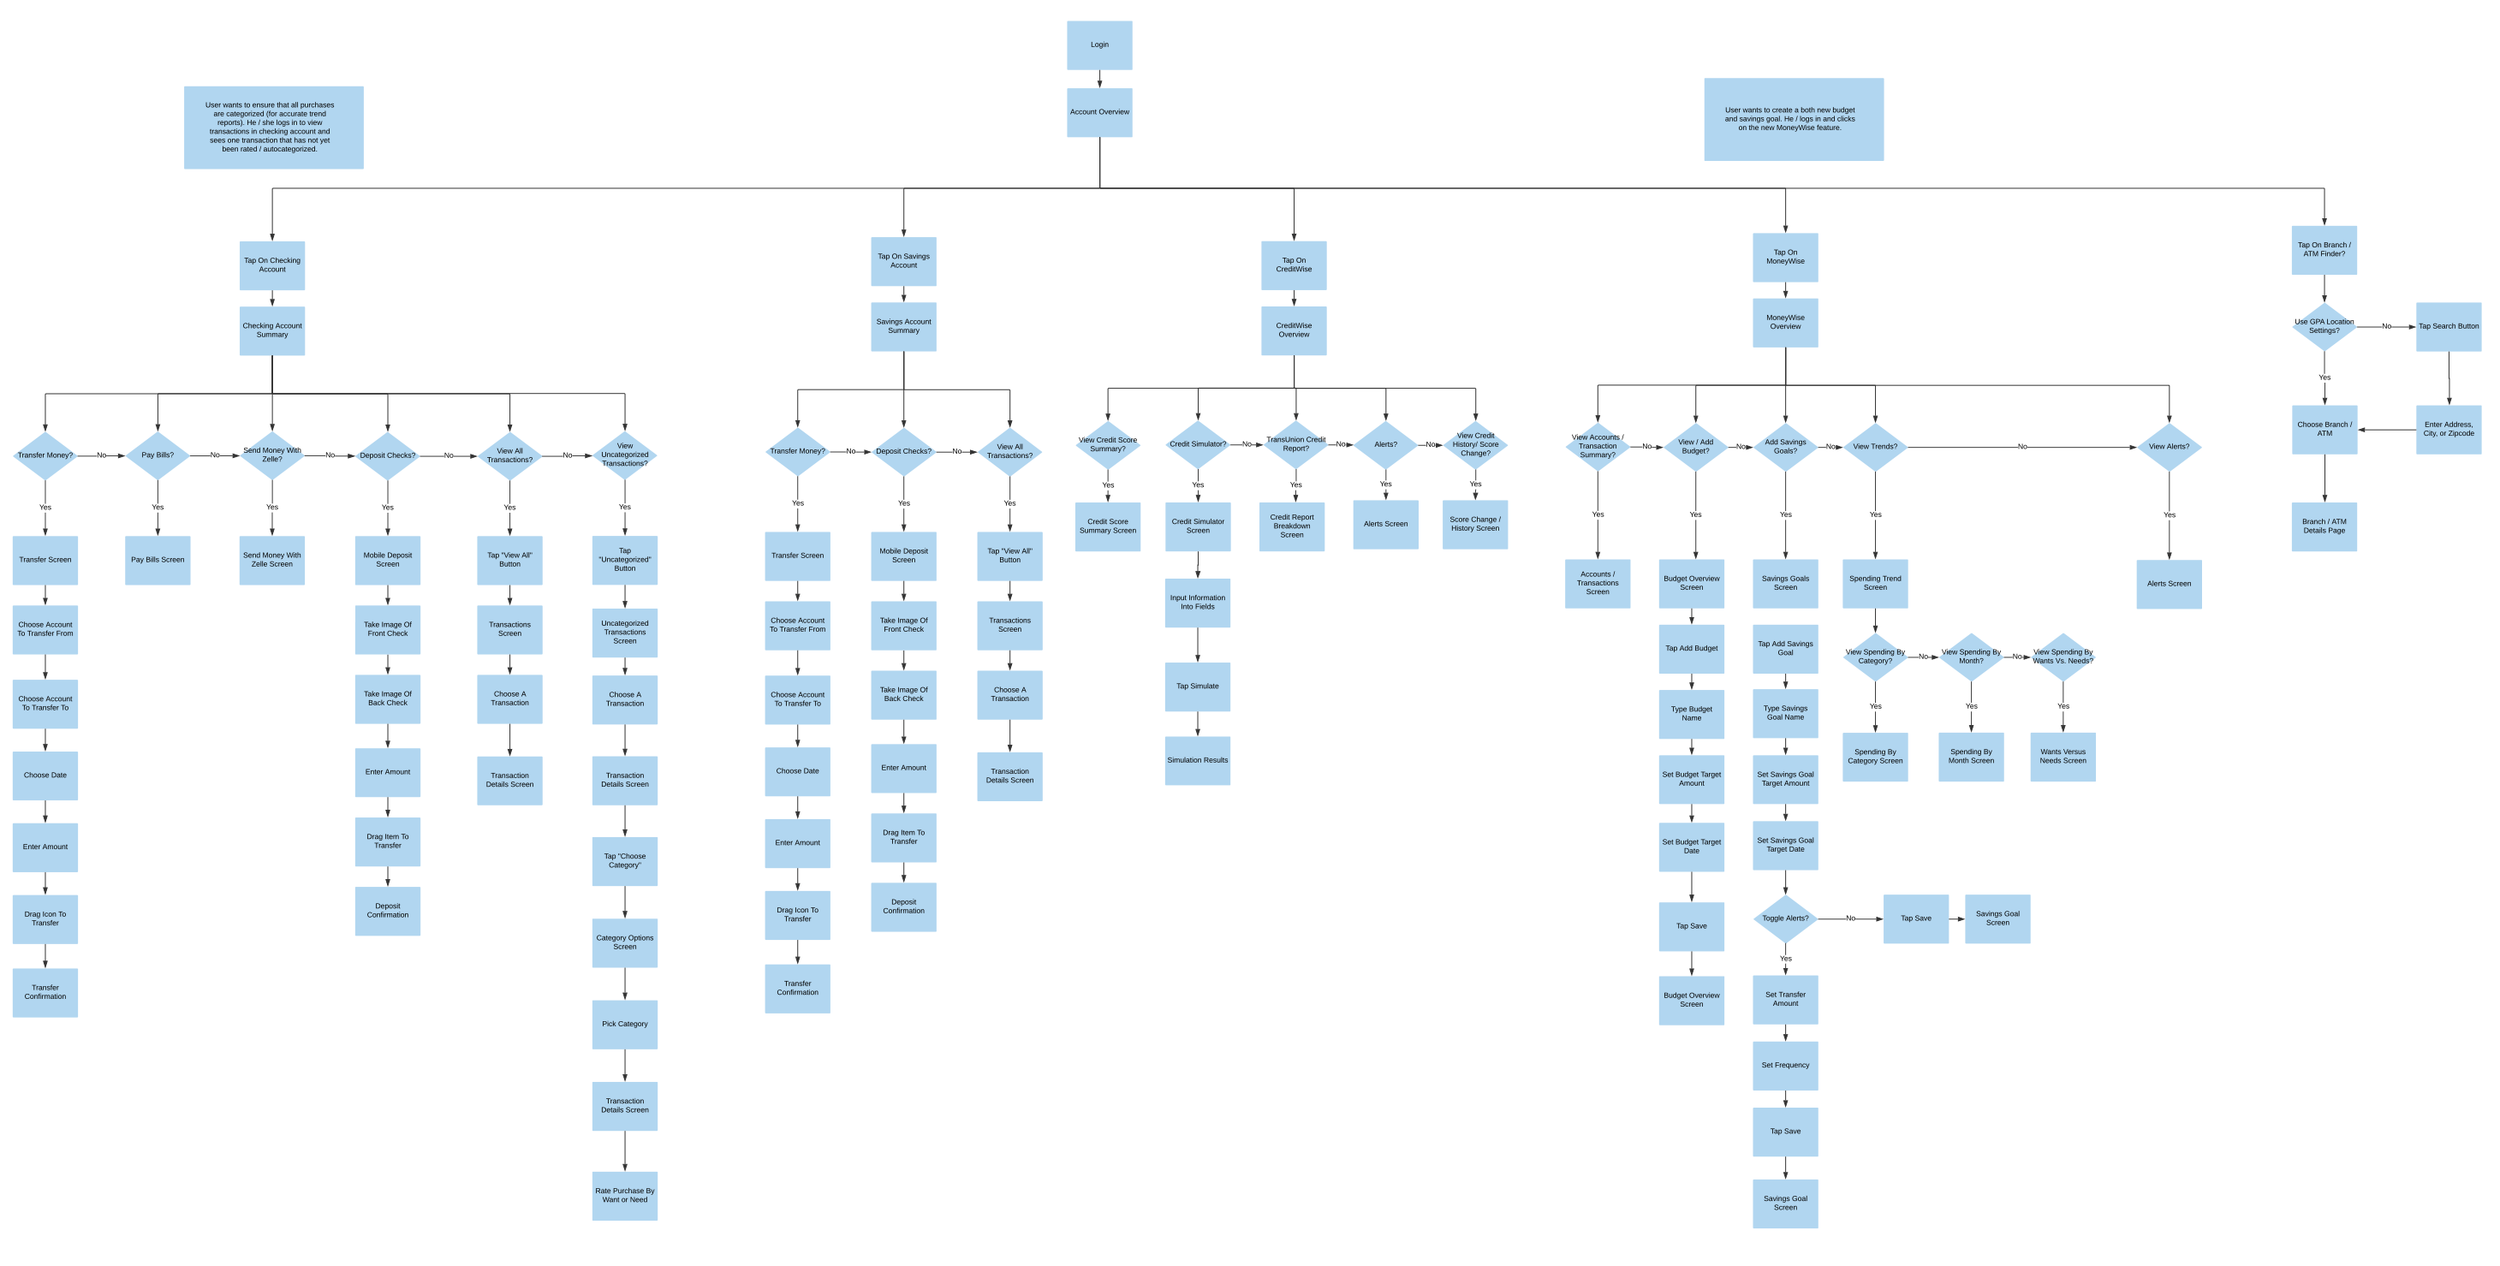 Login
Account Overview
User wants to ensure that all purchases
are categorized (for accurate trend
reports). He / she logs in to view
transactions in checking account and
sees one transaction that has not yet
been rated / autocategorized.
User wants to create a both new budget
and savings goal. He / logs in and clicks
on the new MoneyWise feature.
Tap On Checking
Account
Checking Account
Summary
Transfer Money?
No
Pay Bills?
No
Send Money With
Zelle?
No
Deposit Checks?
No
View All
Transactions?
No
View
Uncategorized
Transactions?
Yes
Yes
Yes
Yes
Yes
Yes
Transfer Screen
Choose Account
To Transfer From
Choose Account
To Transfer To
Choose Date
Enter Amount
Drag Icon To
Transfer
Transfer
Confirmation
Pay Bills Screen
Send Money With
Zelle Screen
Mobile Deposit
Screen
Take Image Of
Front Check
Take Image Of
Back Check
Enter Amount
Drag Item To
Transfer
Deposit
Confirmation
Tap "View All"
Button
Transactions
Screen
Choose A
Transaction
Transaction
Details Screen
Tap
"Uncategorized"
Button
Uncategorized
Transactions
Screen
Choose A
Transaction
Transaction
Details Screen
Tap "Choose
Category"
Category Options
Screen
Pick Category
Transaction
Details Screen
Rate Purchase By
Want or Need
Tap On Savings
Account
Savings Account
Summary
Transfer Money?
No
Deposit Checks?
No
View All
Transactions?
Yes
Yes
Yes
Transfer Screen
Choose Account
To Transfer From
Choose Account
To Transfer To
Choose Date
Enter Amount
Drag Icon To
Transfer
Transfer
Confirmation
Mobile Deposit
Screen
Take Image Of
Front Check
Take Image Of
Back Check
Enter Amount
Drag Item To
Transfer
Deposit
Confirmation
Tap "View All"
Button
Transactions
Screen
Choose A
Transaction
Transaction
Details Screen
Tap On
CreditWise
CreditWise
Overview
View Credit Score
Summary?
Credit Simulator?
No
TransUnion Credit
Report?
No
Alerts?
No
View Credit
History/ Score
Change?
Yes
Yes
Yes
Yes
Yes
Credit Score
Summary Screen
Credit Simulator
Screen
Input Information
Into Fields
Tap Simulate
Simulation Results
Credit Report
Breakdown
Screen
Alerts Screen
Score Change /
History Screen
Tap On
MoneyWise
MoneyWise
Overview
View Accounts /
Transaction
Summary?
No
View / Add
Budget?
No
Add Savings
Goals?
No
View Trends?
No
View Alerts?
Yes
Yes
Yes
Yes
Yes
Accounts /
Transactions
Screen
Budget Overview
Screen
Tap Add Budget
Type Budget
Name
Set Budget Target
Amount
Set Budget Target
Date
Tap Save
Budget Overview
Screen
Savings Goals
Screen
Tap Add Savings
Goal
Type Savings
Goal Name
Set Savings Goal
Target Amount
Set Savings Goal
Target Date
Toggle Alerts?
No
Tap Save
Savings Goal
Screen
Yes
Set Transfer
Amount
Set Frequency
Tap Save
Savings Goal
Screen
Spending Trend
Screen
View Spending By
Category?
No
View Spending By
Month?
No
View Spending By
Wants Vs. Needs?
Yes
Yes
Yes
Spending By
Category Screen
Spending By
Month Screen
Wants Versus
Needs Screen
Alerts Screen
Tap On Branch /
ATM Finder?
Use GPA Location
Settings?
No
Tap Search Button
Yes
Choose Branch /
ATM
Enter Address,
City, or Zipcode
Branch / ATM
Details Page